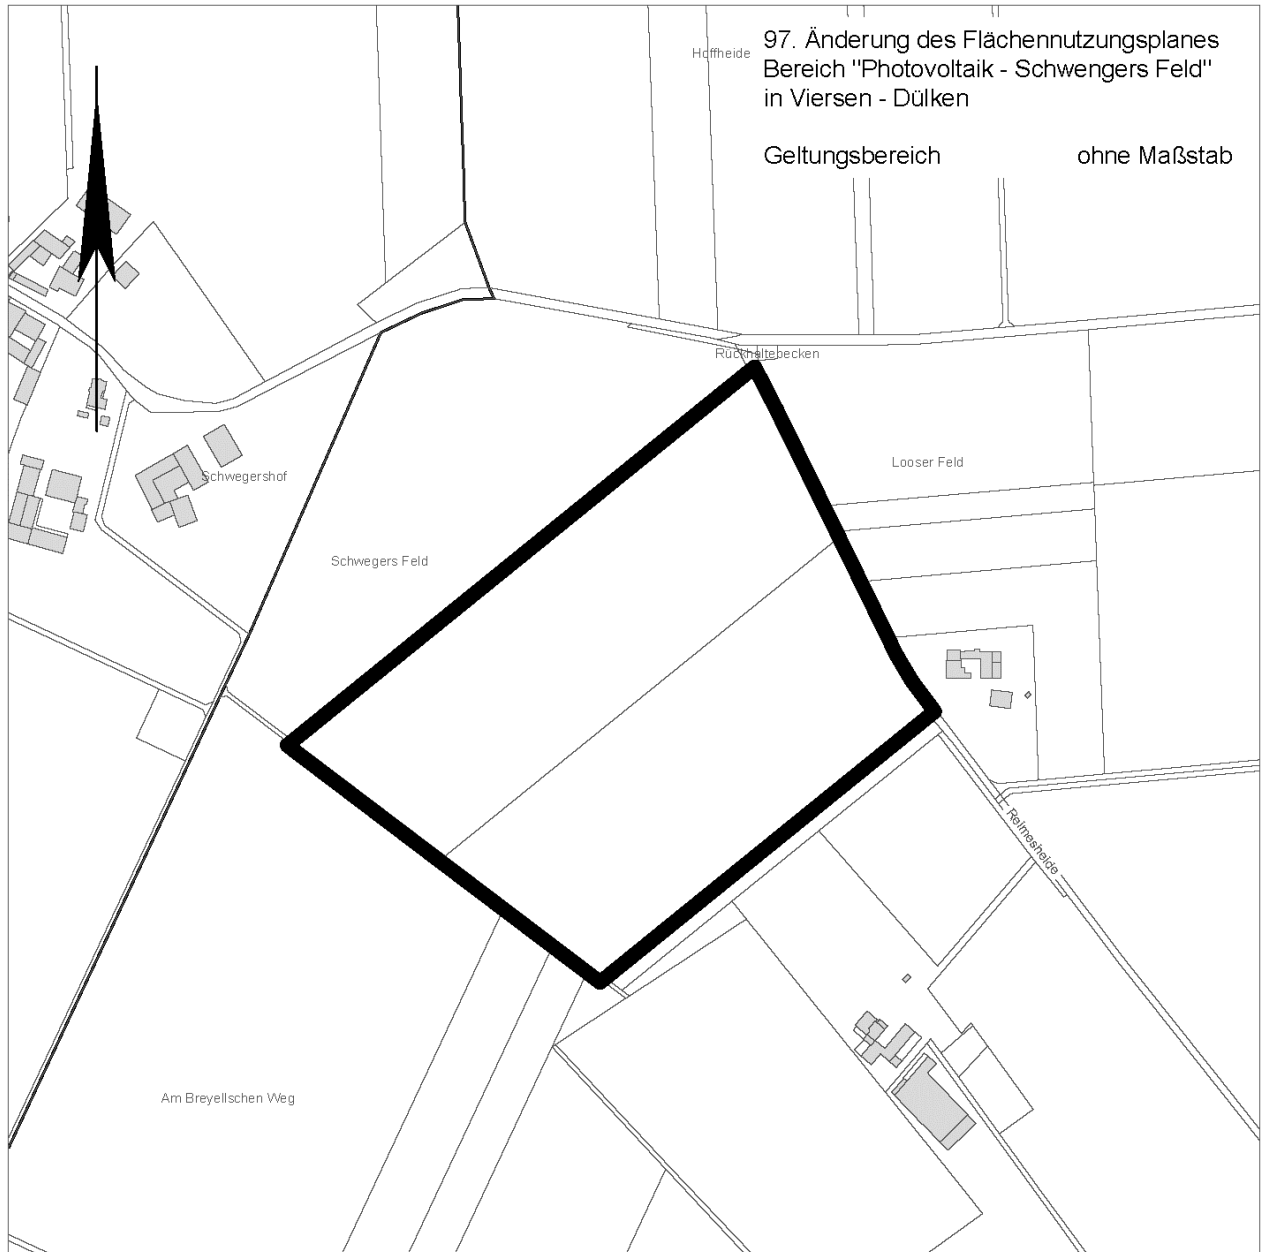 Hoffheide
97. Änderung des Flächennutzungsplanes
Bereich "Photovoltaik - Schwengers Feld"
in Viersen - Dülken
Geltungsbereich
ohne Maßstab
Rückhaltebecken
Looser Feld
Schwegershof
Schwegers Feld
Reimesheide
Am Breyellschen Weg